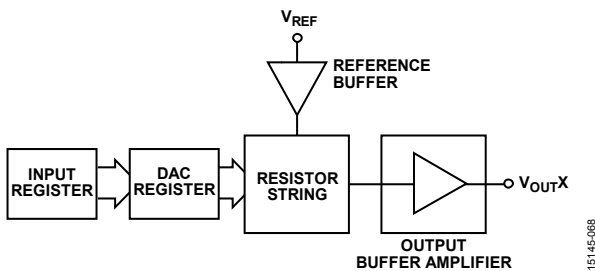 VREF
REFERENCE
BUFFER
INPUT
REGISTER
DAC
REGISTER
RESISTOR
STRING
VOUTX
OUTPUT
BUFFER AMPLIFIER
15145-068